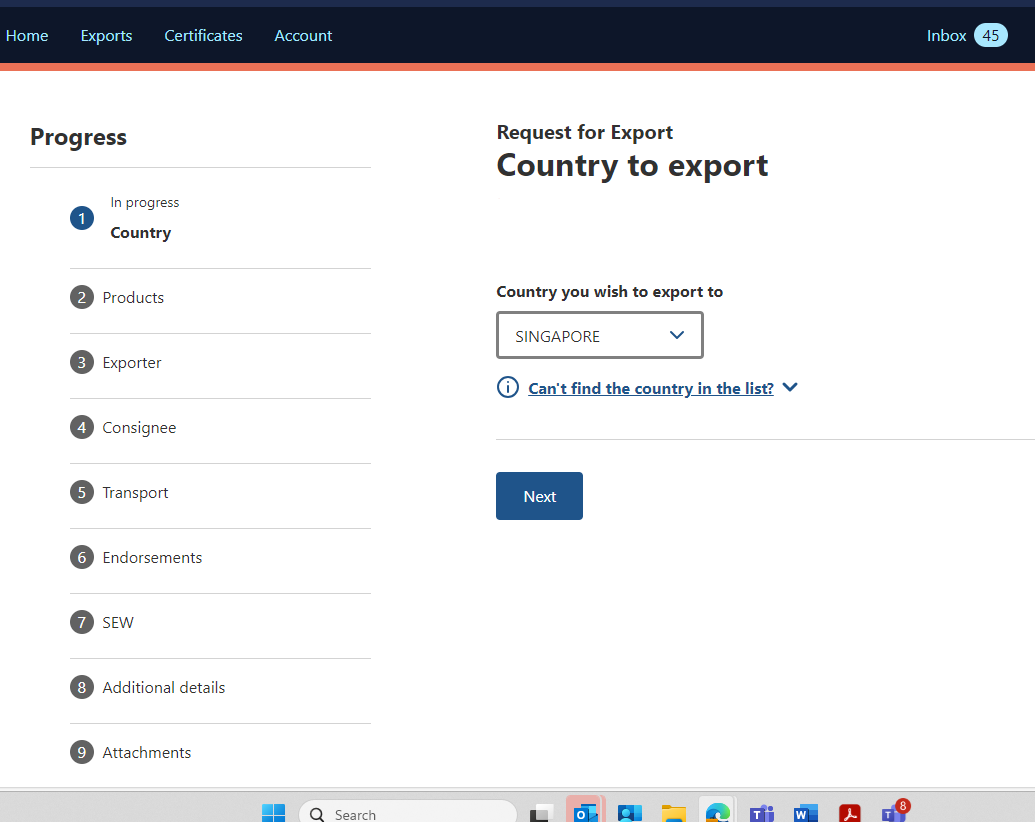 Home Exports Certificates Account Inbox 45
Progress
In progress
1 Country
2 Products
3 Exporter
4 Consignee
5 Transport
6 Endorsements
7 SEW
8 Additional details
9 Attachments
Request for Export
Country to export
Country you wish to export to
SINGAPORE
Can't find the country in the list?
Next
Search
8